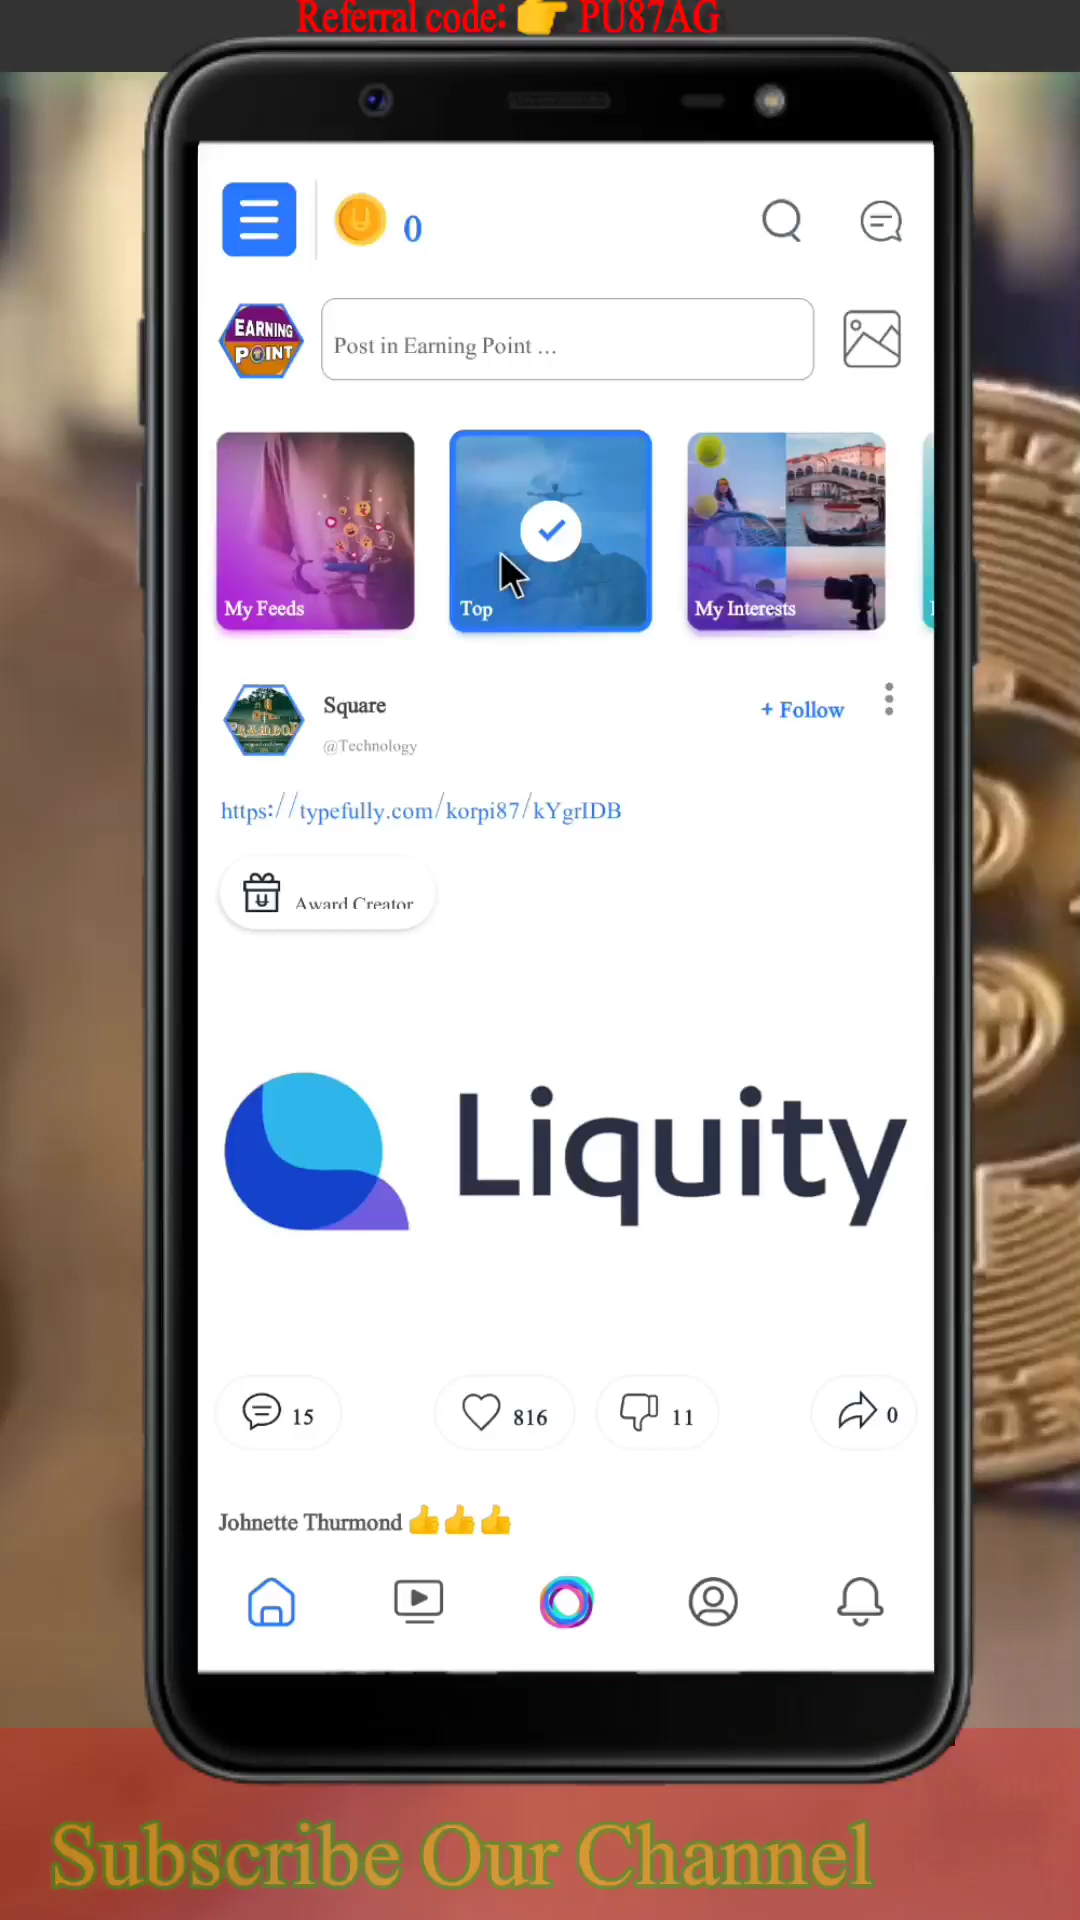 Referral code: 👉 PU87AG
0
EARNING
POINT
Post in Earning Point ...
My Feeds
Top
My Interests
Square
+ Follow
@Technology
https://typefully.com/korpi87/kYgrIDB
Award Creator
Liquity
15
816
11
0
Johnette Thurmond 👍👍👍
Subscribe Our Channel